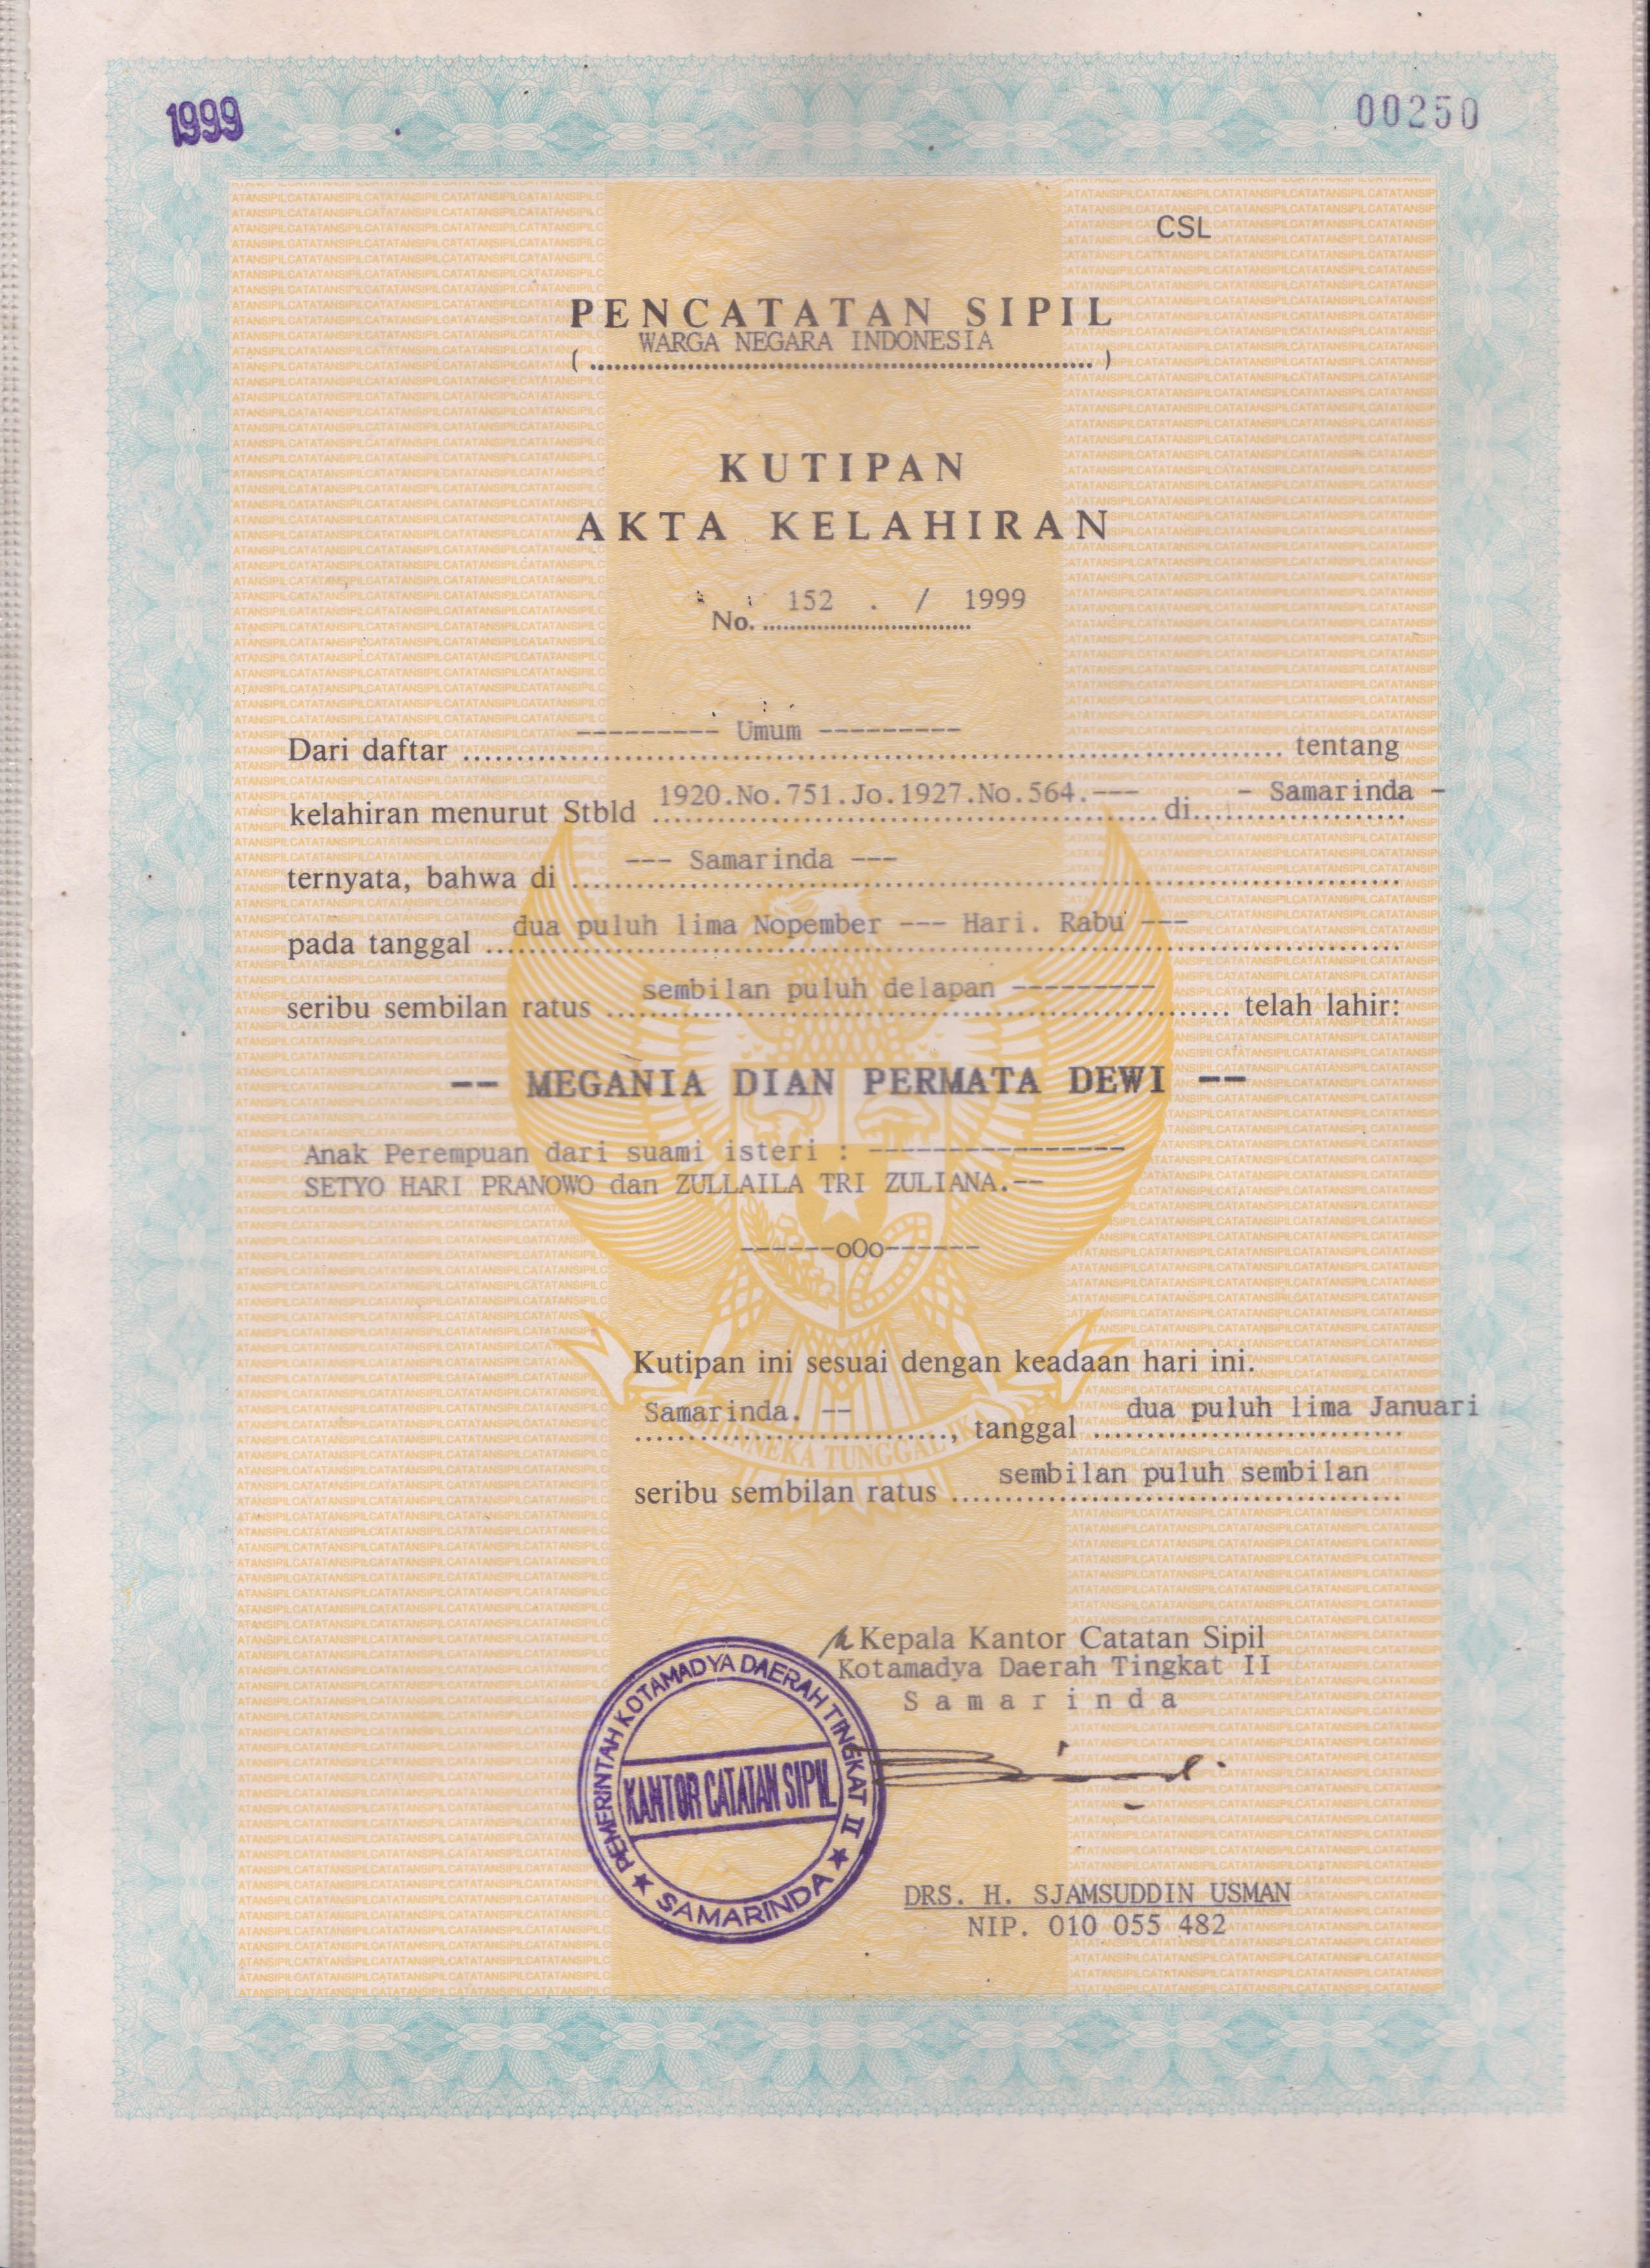 1999
00250
CSL
PENCATATAN SIPIL
WARGA NEGARA INDONESIA
(..............................................................)
KUTIPAN
AKTA KELAHIRAN
No. 152 . / 1999
Dari daftar --------- Umum --------- tentang
kelahiran menurut Stbld 1920.No.751.Jo.1927.No.564.--- di - Samarinda -
ternyata, bahwa di --- Samarinda ---
pada tanggal dua puluh lima Nopember --- Hari. Rabu ---
seribu sembilan ratus sembilan puluh delapan --------- telah lahir:
-- MEGANIA DIAN PERMATA DEWI --
Anak Perempuan dari suami isteri : ----------------
SETYO HARI PRANOWO dan ZULLAILA TRI ZULIANA.--
------oOo------
Kutipan ini sesuai dengan keadaan hari ini.
Samarinda. --, tanggal dua puluh lima Januari
seribu sembilan ratus sembilan puluh sembilan
Kepala Kantor Catatan Sipil
Kotamadya Daerah Tingkat II
Samarinda
PEMERINTAH KOTAMADYA DAERAH TINGKAT II
KANTOR CATATAN SIPIL
★ SAMARINDA ★
DRS. H. SJAMSUDDIN USMAN
NIP. 010 055 482